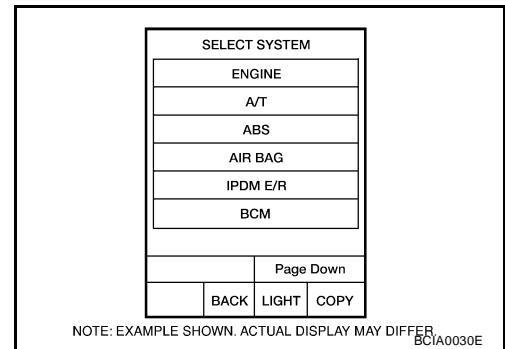 SELECT SYSTEM
ENGINE
A/T
ABS
AIR BAG
IPDM E/R
BCM
Page Down
BACK LIGHT COPY
NOTE: EXAMPLE SHOWN. ACTUAL DISPLAY MAY DIFFER.
BCIA0030E